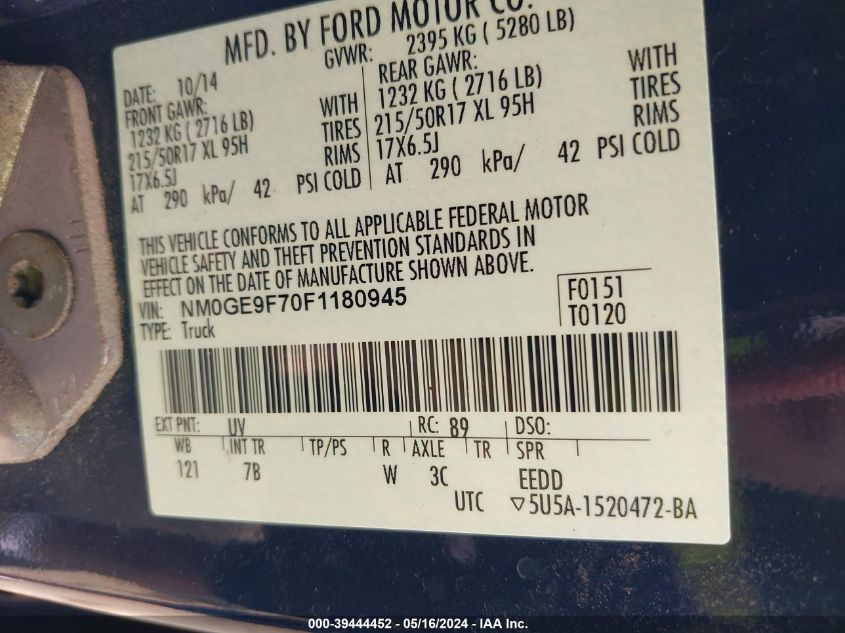 MFD. BY FORD MOTOR CO.
GVWR: 2395 KG ( 5280 LB)
DATE: 10/14
FRONT GAWR:
1232 KG ( 2716 LB) WITH
215/50R17 XL 95H TIRES
17X6.5J RIMS
AT 290 kPa/ 42 PSI COLD
REAR GAWR:
1232 KG ( 2716 LB) WITH
215/50R17 XL 95H TIRES
17X6.5J RIMS
AT 290 kPa/ 42 PSI COLD
THIS VEHICLE CONFORMS TO ALL APPLICABLE FEDERAL MOTOR
VEHICLE SAFETY AND THEFT PREVENTION STANDARDS IN
EFFECT ON THE DATE OF MANUFACTURE SHOWN ABOVE.
VIN: NM0GE9F70F1180945
TYPE: Truck
F0151
T0120
EXT PNT: UV RC: 89 DSO:
WB INT TR TP/PS R AXLE TR SPR
121 7B W 3C EEDD
UTC ▽5U5A-1520472-BA
000-39444452 - 05/16/2024 - IAA Inc.